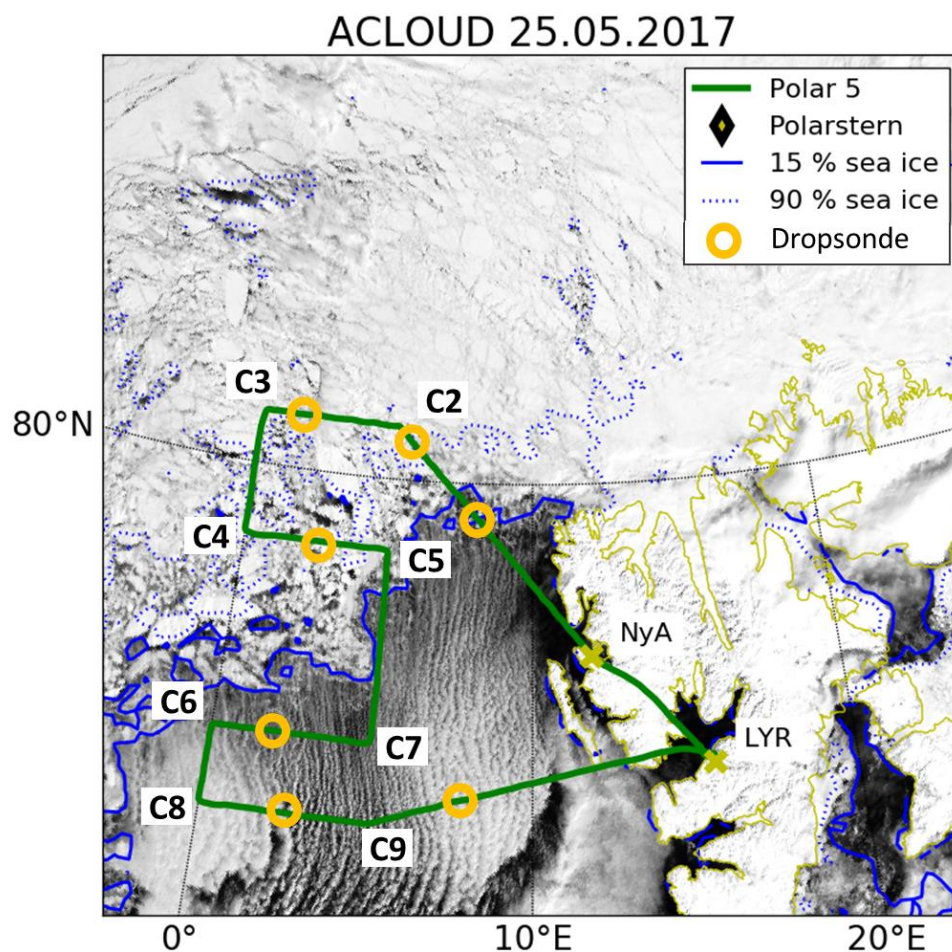 ACLOUD 25.05.2017
Polar 5
Polarstern
15 % sea ice
90 % sea ice
Dropsonde
C3
C2
80°N
C4
C5
NyA
C6
C7
LYR
C8
C9
0°
10°E
20°E